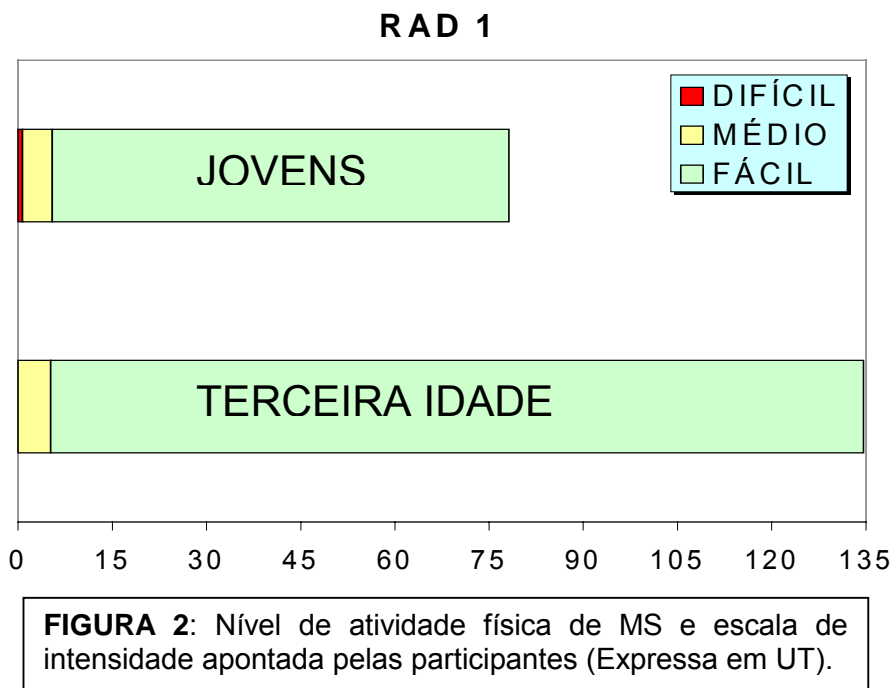 RAD 1
DIFÍCIL
MÉDIO
FÁCIL
JOVENS
TERCEIRA IDADE
0 15 30 45 60 75 90 105 120 135
FIGURA 2: Nível de atividade física de MS e escala de
intensidade apontada pelas participantes (Expressa em UT).